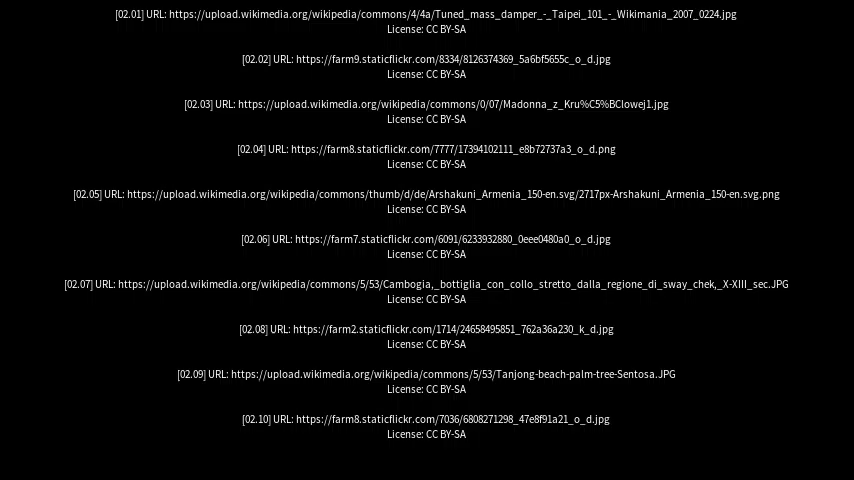 [02.01] URL: https://upload.wikimedia.org/wikipedia/commons/4/4a/Tuned_mass_damper_-_Taipei_101_-_Wikimania_2007_0224.jpg
License: CC BY-SA
[02.02] URL: https://farm9.staticflickr.com/8334/8126374369_5a6bf5655c_o_d.jpg
License: CC BY-SA
[02.03] URL: https://upload.wikimedia.org/wikipedia/commons/0/07/Madonna_z_Kru%C5%BClowej1.jpg
License: CC BY-SA
[02.04] URL: https://farm8.staticflickr.com/7777/17394102111_e8b72737a3_o_d.png
License: CC BY-SA
[02.05] URL: https://upload.wikimedia.org/wikipedia/commons/thumb/d/de/Arshakuni_Armenia_150-en.svg/2717px-Arshakuni_Armenia_150-en.svg.png
License: CC BY-SA
[02.06] URL: https://farm7.staticflickr.com/6091/6233932880_0eee0480a0_o_d.jpg
License: CC BY-SA
[02.07] URL: https://upload.wikimedia.org/wikipedia/commons/5/53/Cambogia,_bottiglia_con_collo_stretto_dalla_regione_di_sway_chek,_X-XIII_sec.JPG
License: CC BY-SA
[02.08] URL: https://farm2.staticflickr.com/1714/24658495851_762a36a230_k_d.jpg
License: CC BY-SA
[02.09] URL: https://upload.wikimedia.org/wikipedia/commons/5/53/Tanjong-beach-palm-tree-Sentosa.JPG
License: CC BY-SA
[02.10] URL: https://farm8.staticflickr.com/7036/6808271298_47e8f91a21_o_d.jpg
License: CC BY-SA